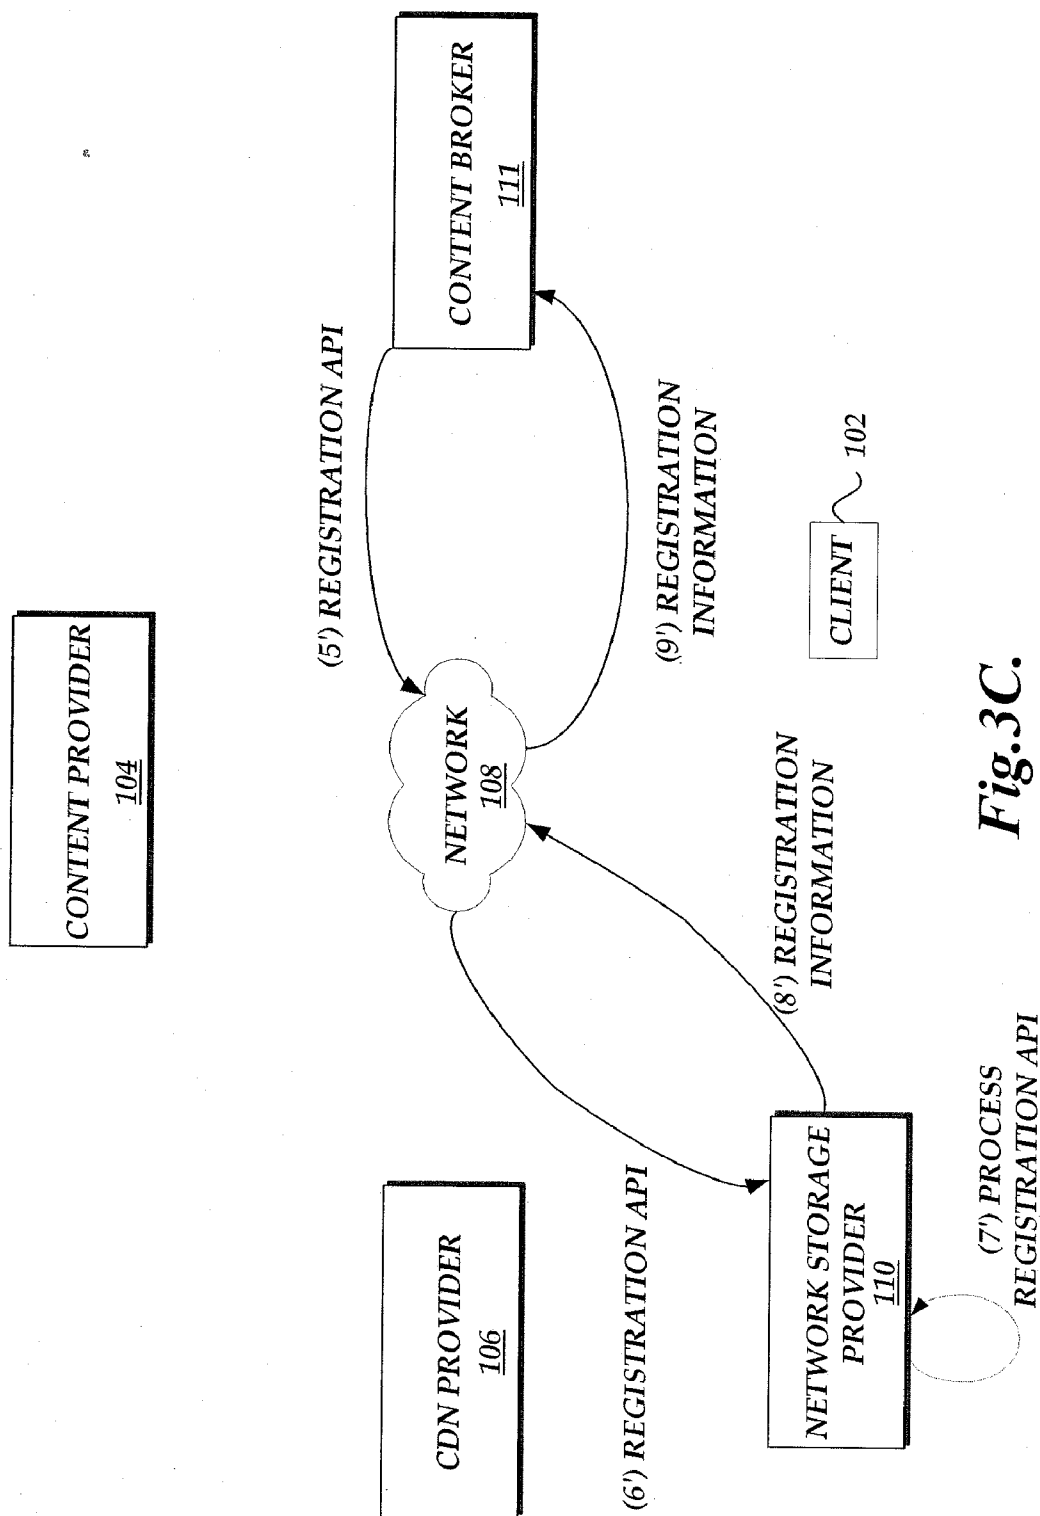 CONTENT PROVIDER
104
CDN PROVIDER
106
(5') REGISTRATION API
CONTENT BROKER
111
NETWORK
108
(6') REGISTRATION API
(9') REGISTRATION
INFORMATION
NETWORK STORAGE
PROVIDER
110
(8') REGISTRATION
INFORMATION
CLIENT
102
(7') PROCESS
REGISTRATION API
Fig.3C.